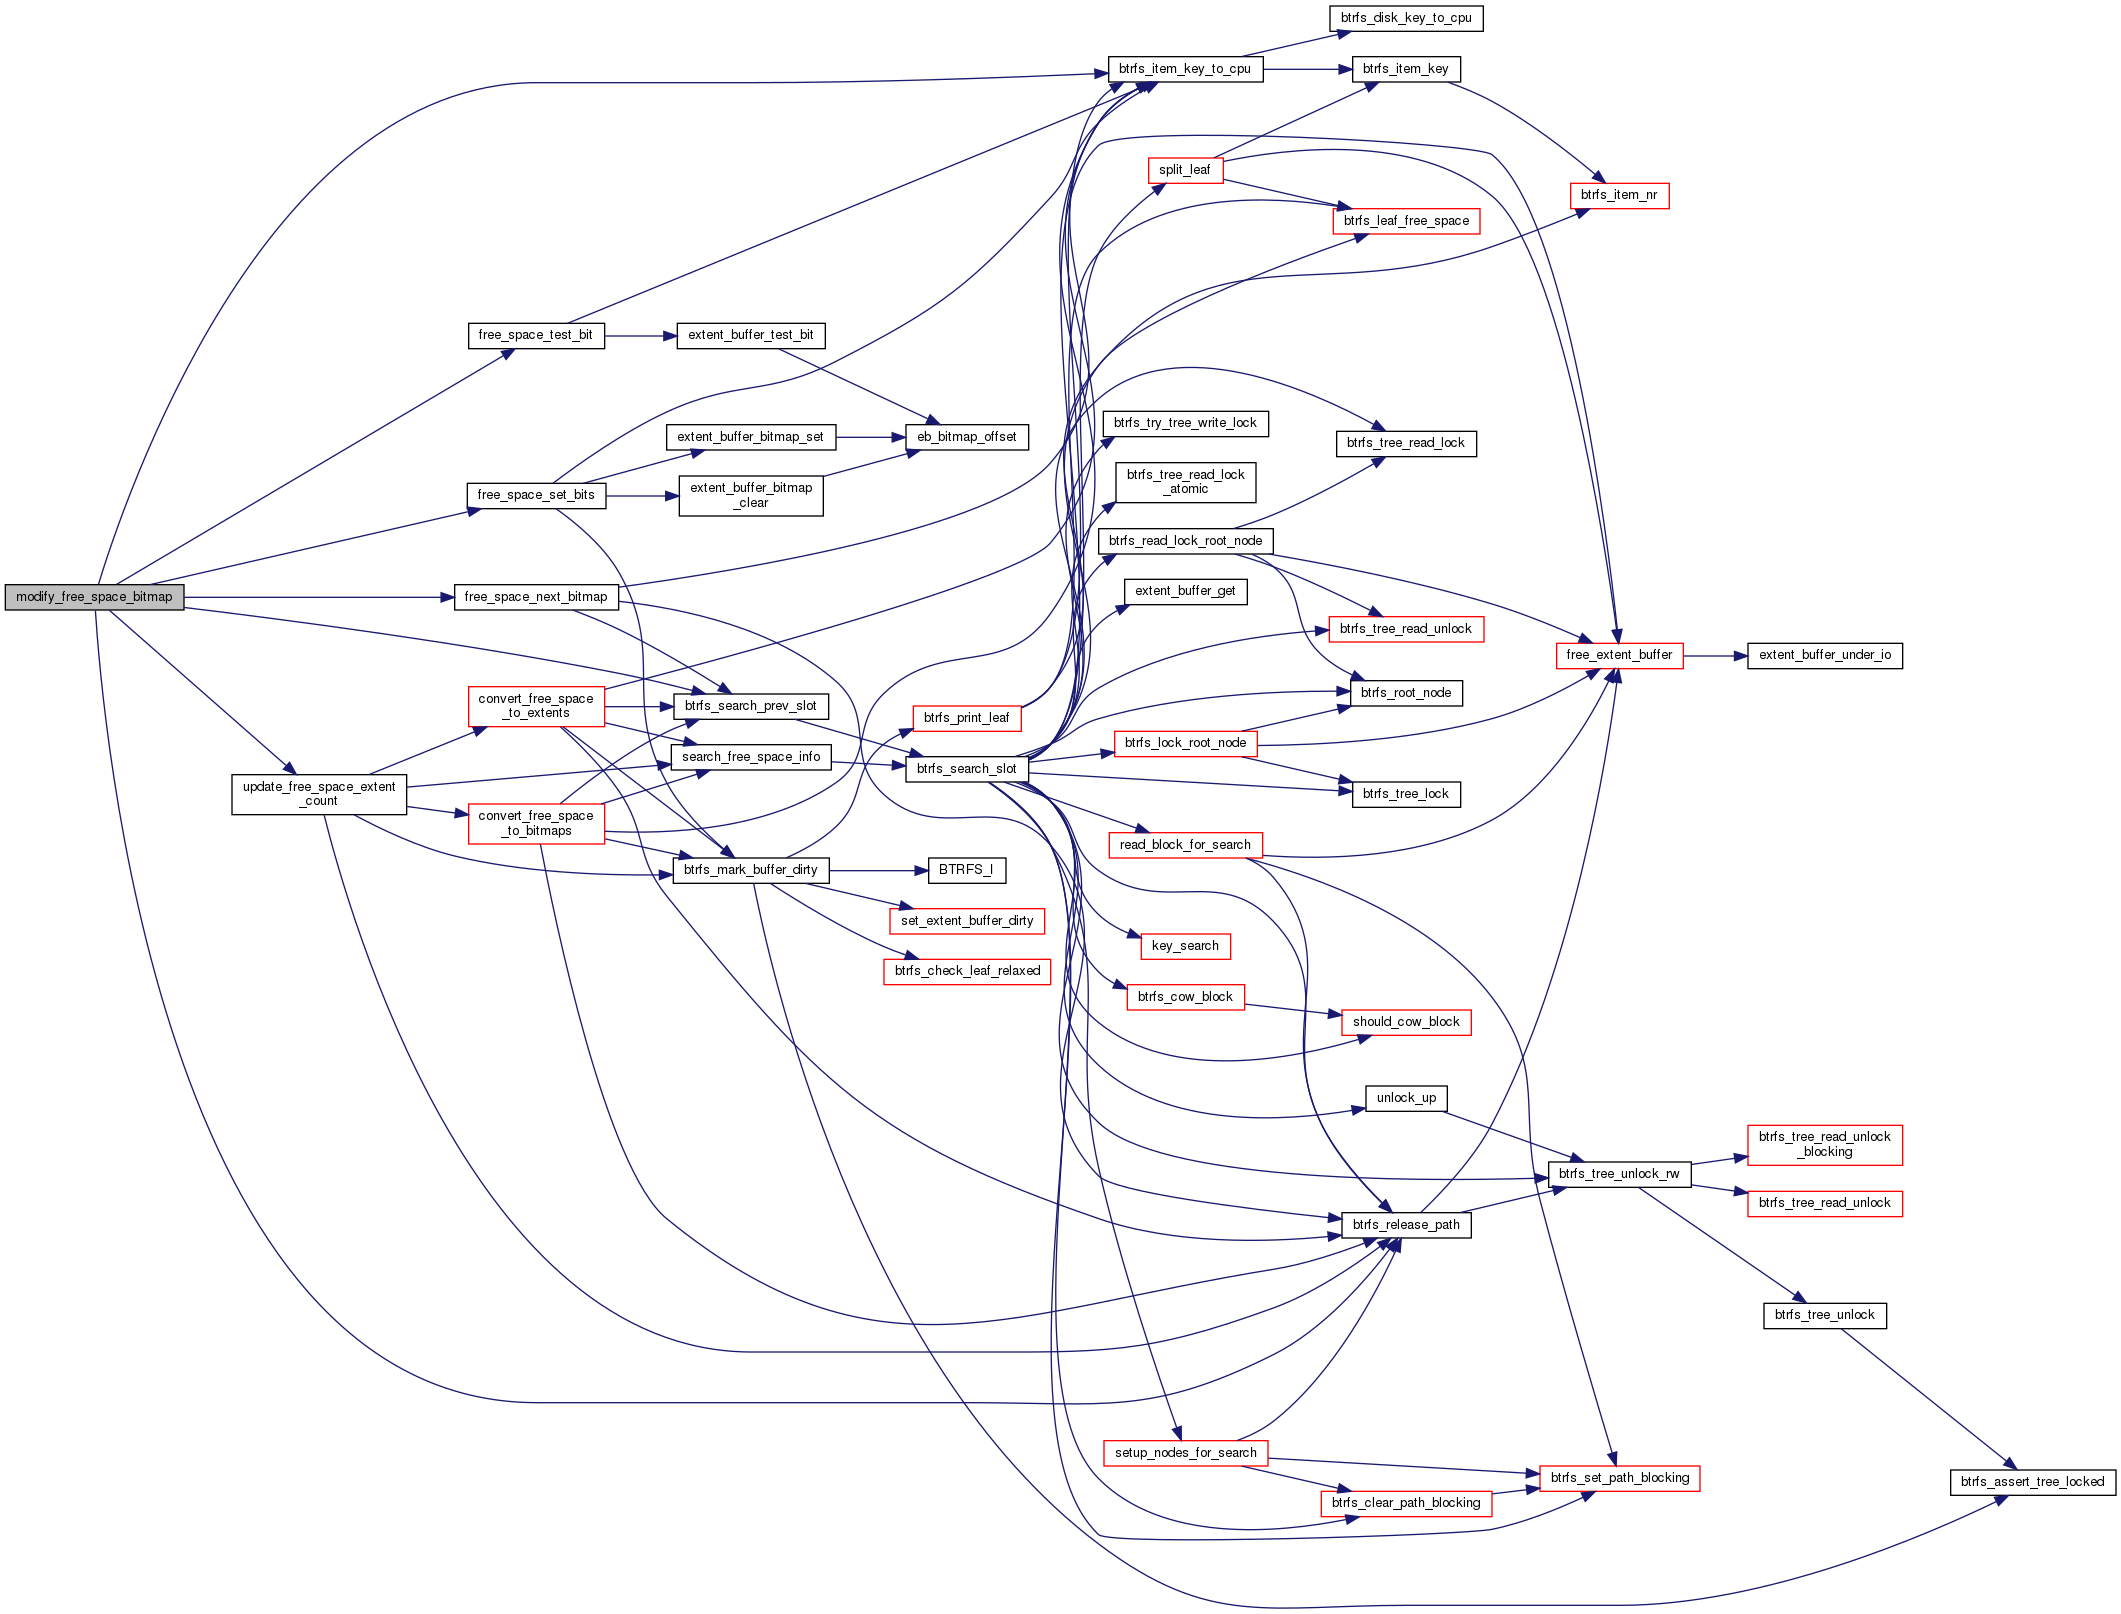 btrfs_disk_key_to_cpu
btrfs_item_key_to_cpu
btrfs_item_key
split_leaf
btrfs_item_nr
btrfs_leaf_free_space
free_space_test_bit
extent_buffer_test_bit
btrfs_try_tree_write_lock
extent_buffer_bitmap_set
eb_bitmap_offset
btrfs_tree_read_lock
btrfs_tree_read_lock
_atomic
free_space_set_bits
extent_buffer_bitmap
_clear
btrfs_read_lock_root_node
extent_buffer_get
modify_free_space_bitmap
free_space_next_bitmap
btrfs_tree_read_unlock
free_extent_buffer
extent_buffer_under_io
convert_free_space
_to_extents
btrfs_search_prev_slot
btrfs_root_node
btrfs_print_leaf
btrfs_lock_root_node
search_free_space_info
btrfs_search_slot
update_free_space_extent
_count
btrfs_tree_lock
convert_free_space
_to_bitmaps
read_block_for_search
btrfs_mark_buffer_dirty
BTRFS_I
set_extent_buffer_dirty
key_search
btrfs_check_leaf_relaxed
btrfs_cow_block
should_cow_block
unlock_up
btrfs_tree_read_unlock
_blocking
btrfs_tree_unlock_rw
btrfs_tree_read_unlock
btrfs_release_path
btrfs_tree_unlock
setup_nodes_for_search
btrfs_set_path_blocking
btrfs_assert_tree_locked
btrfs_clear_path_blocking